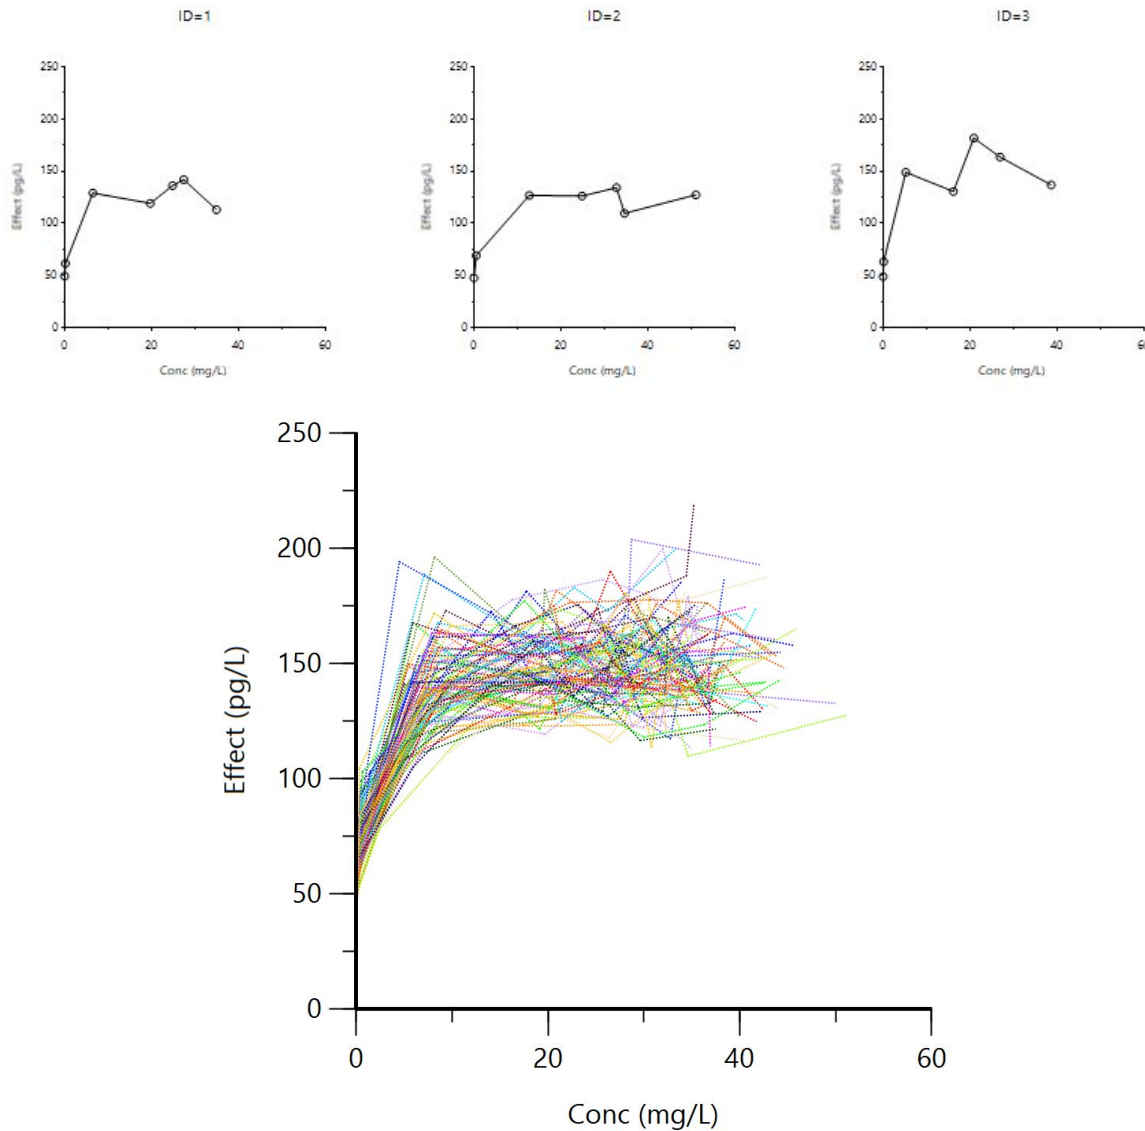 ID=1 ID=2 ID=3
250 250 250
200 200 200
150 150 150
100 100 100
50 50 50
0 0 0
0 20 40 60 0 20 40 60 0 20 40
Effect (pg/L) Effect (pg/L) Effect (pg/L)
Conc (mg/L) Conc (mg/L) Conc (mg/L)
250
200
150
100
50
0
0 20 40 60
Effect (pg/L)
Conc (mg/L)